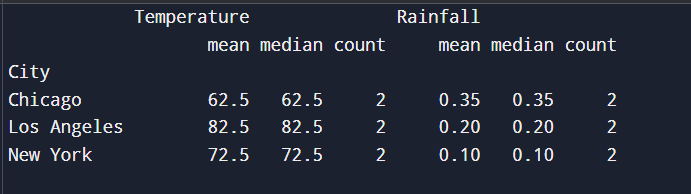 Temperature Rainfall
mean median count mean median count
City
Chicago 62.5 62.5 2 0.35 0.35 2
Los Angeles 82.5 82.5 2 0.20 0.20 2
New York 72.5 72.5 2 0.10 0.10 2